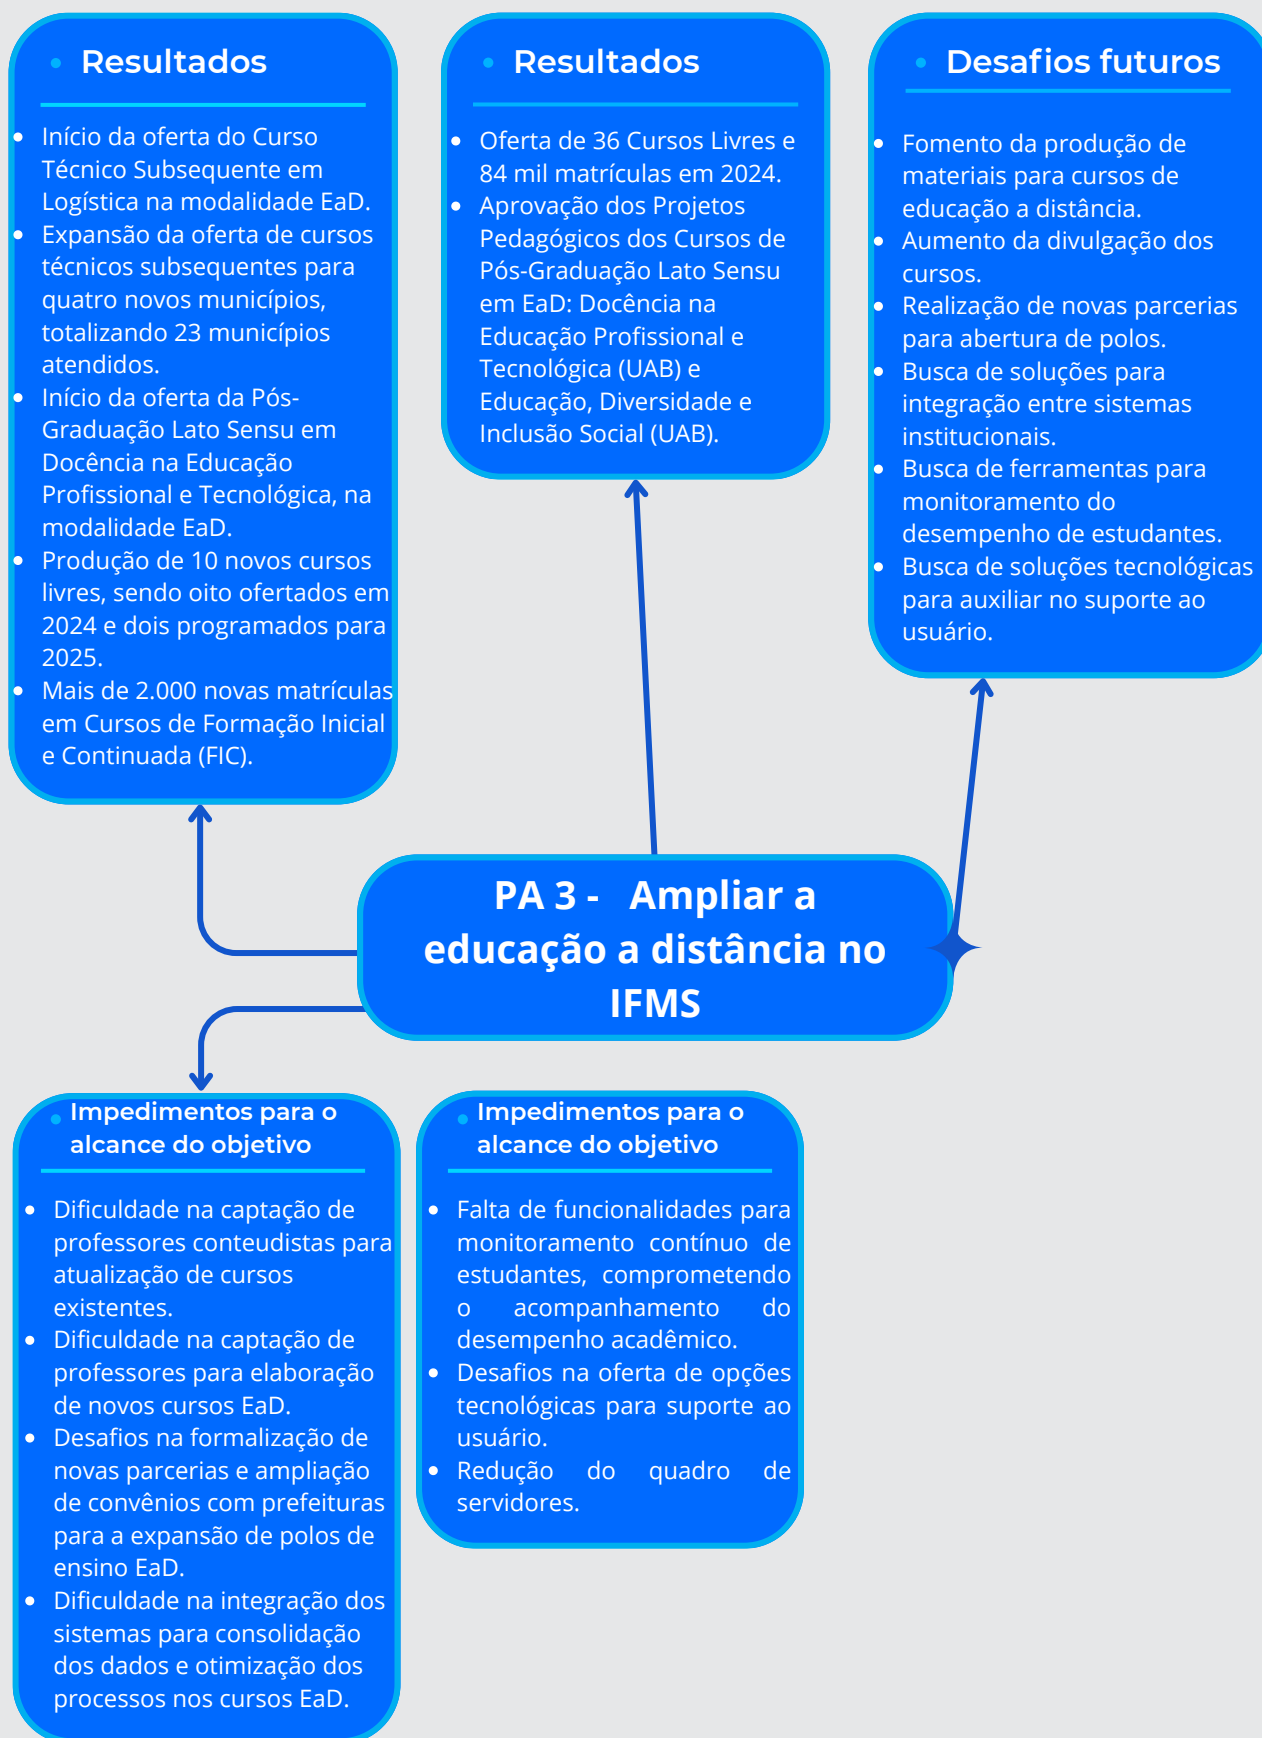 Resultados
Início da oferta do Curso
Técnico Subsequente em
Logística na modalidade EaD.
Expansão da oferta de cursos
técnicos subsequentes para
quatro novos municípios,
totalizando 23 municípios
atendidos.
Início da oferta da Pós-
Graduação Lato Sensu em
Docência na Educação
Profissional e Tecnológica, na
modalidade EaD.
Produção de 10 novos cursos
livres, sendo oito ofertados em
2024 e dois programados para
2025.
Mais de 2.000 novas matrículas
em Cursos de Formação Inicial
e Continuada (FIC).
Resultados
Oferta de 36 Cursos Livres e
84 mil matrículas em 2024.
Aprovação dos Projetos
Pedagógicos dos Cursos de
Pós-Graduação Lato Sensu
em EaD: Docência na
Educação Profissional e
Tecnológica (UAB) e
Educação, Diversidade e
Inclusão Social (UAB).
Desafios futuros
Fomento da produção de
materiais para cursos de
educação a distância.
Aumento da divulgação dos
cursos.
Realização de novas parcerias
para abertura de polos.
Busca de soluções para
integração entre sistemas
institucionais.
Busca de ferramentas para
monitoramento do
desempenho de estudantes.
Busca de soluções tecnológicas
para auxiliar no suporte ao
usuário.
PA 3 - Ampliar a
educação a distância no
IFMS
Impedimentos para o
alcance do objetivo
Dificuldade na captação de
professores conteudistas para
atualização de cursos
existentes.
Dificuldade na captação de
professores para elaboração
de novos cursos EaD.
Desafios na formalização de
novas parcerias e ampliação
de convênios com prefeituras
para a expansão de polos de
ensino EaD.
Dificuldade na integração dos
sistemas para consolidação
dos dados e otimização dos
processos nos cursos EaD.
Impedimentos para o
alcance do objetivo
Falta de funcionalidades para
monitoramento contínuo de
estudantes, comprometendo
o acompanhamento do
desempenho acadêmico.
Desafios na oferta de opções
tecnológicas para suporte ao
usuário.
Redução do quadro de
servidores.